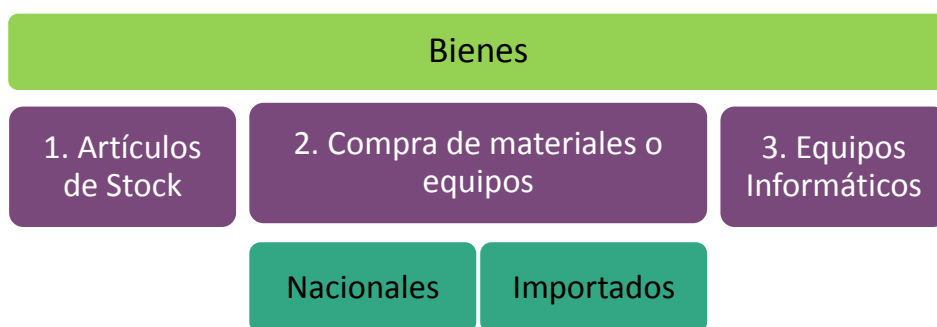 Bienes
1. Artículos
de Stock
2. Compra de materiales o
equipos
3. Equipos
Informáticos
Nacionales
Importados